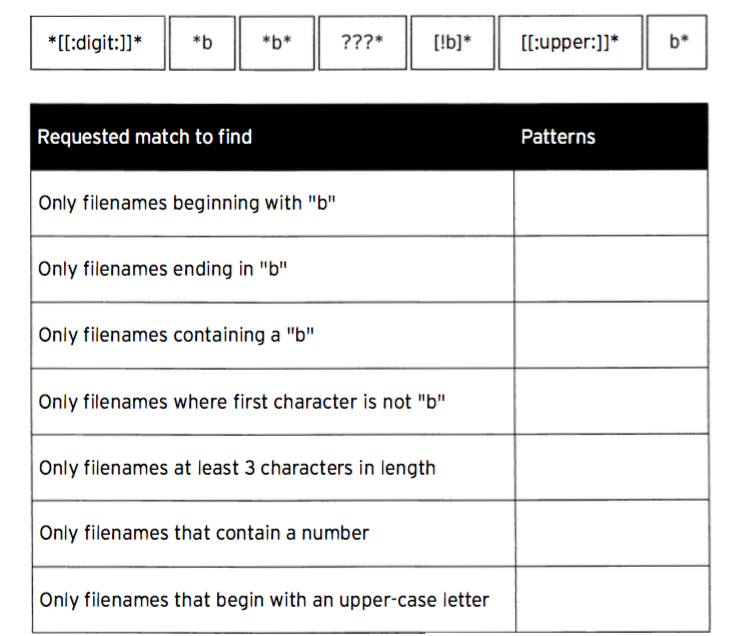 *[[:digit:]]* *b *b* ???* [!b]* [[:upper:]]* b*
Requested match to find Patterns
Only filenames beginning with "b"
Only filenames ending in "b"
Only filenames containing a "b"
Only filenames where first character is not "b"
Only filenames at least 3 characters in length
Only filenames that contain a number
Only filenames that begin with an upper-case letter